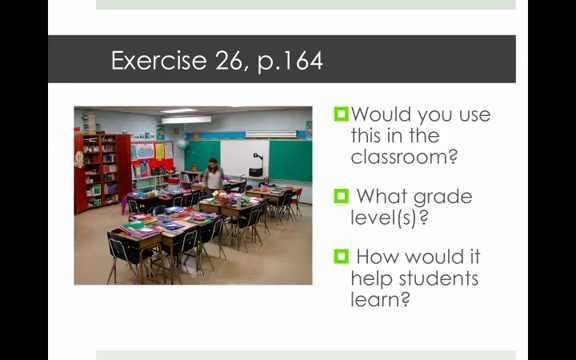 Exercise 26, p.164
Would you use
this in the
classroom?
What grade
level(s)?
How would it
help students
learn?